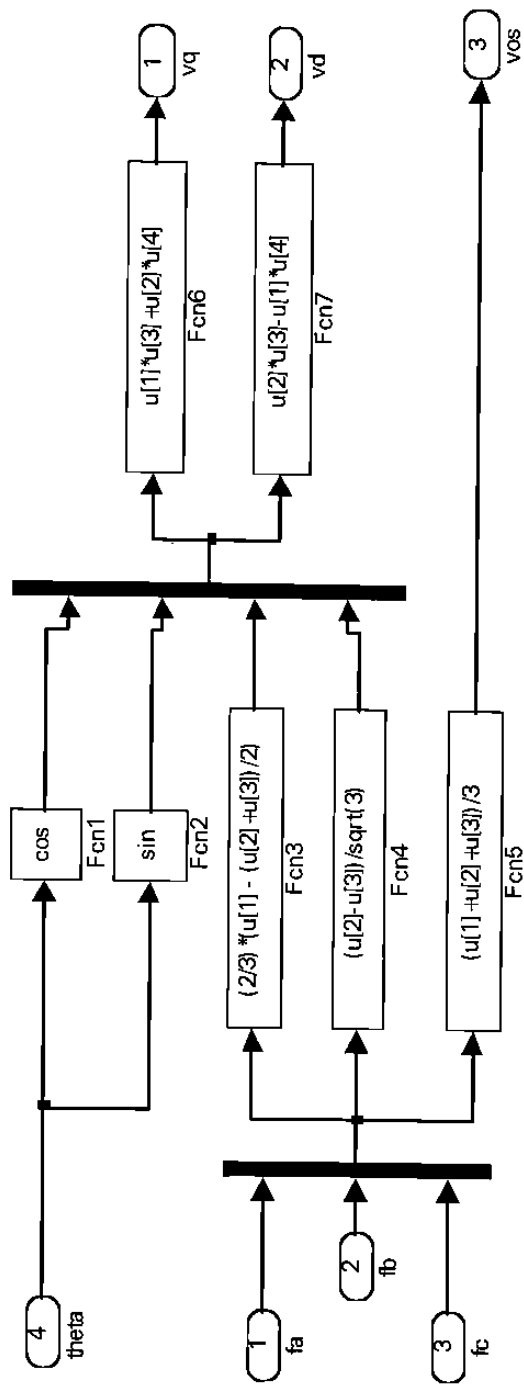 4
theta
cos
Fcn1
sin
Fcn2
1
fa
2
fb
3
fc
(2/3) *(u[1] - (u[2] +u[3]) /2)
Fcn3
(u[2]-u[3]) /sqrt(3)
Fcn4
(u[1] +u[2] +u[3]) /3
Fcn5
u[1]*u[3] +u[2]*u[4]
Fcn6
u[2]*u[3]-u[1]*u[4]
Fcn7
1
vq
2
vd
3
vos